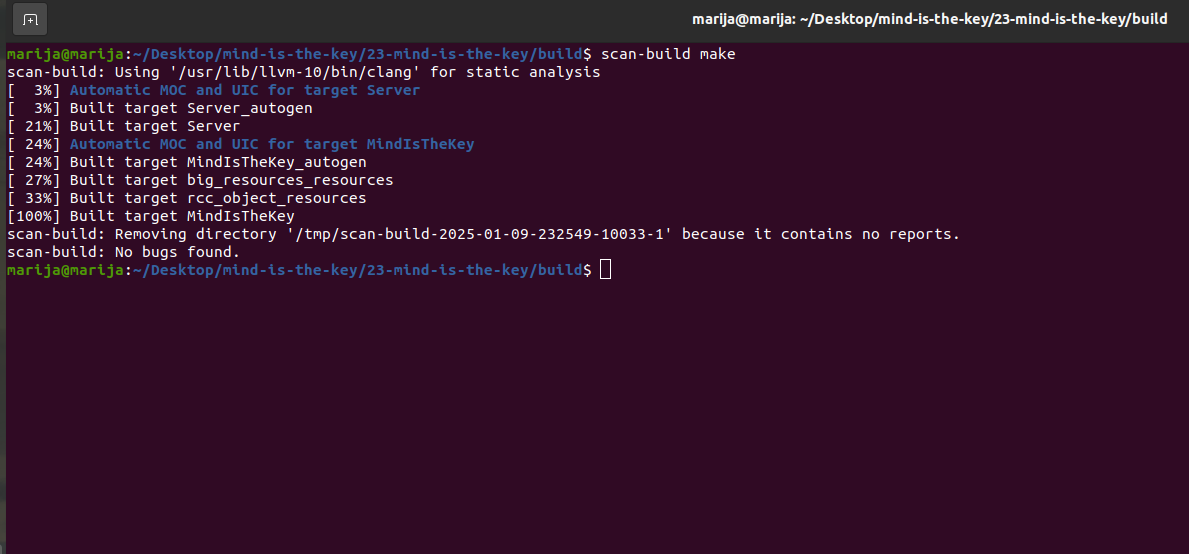 marija@marija: ~/Desktop/mind-is-the-key/23-mind-is-the-key/build
marija@marija:~/Desktop/mind-is-the-key/23-mind-is-the-key/build$ scan-build make
scan-build: Using '/usr/lib/llvm-10/bin/clang' for static analysis
[  3%] Automatic MOC and UIC for target Server
[  3%] Built target Server_autogen
[ 21%] Built target Server
[ 24%] Automatic MOC and UIC for target MindIsTheKey
[ 24%] Built target MindIsTheKey_autogen
[ 27%] Built target big_resources_resources
[ 33%] Built target rcc_object_resources
[100%] Built target MindIsTheKey
scan-build: Removing directory '/tmp/scan-build-2025-01-09-232549-10033-1' because it contains no reports.
scan-build: No bugs found.
marija@marija:~/Desktop/mind-is-the-key/23-mind-is-the-key/build$